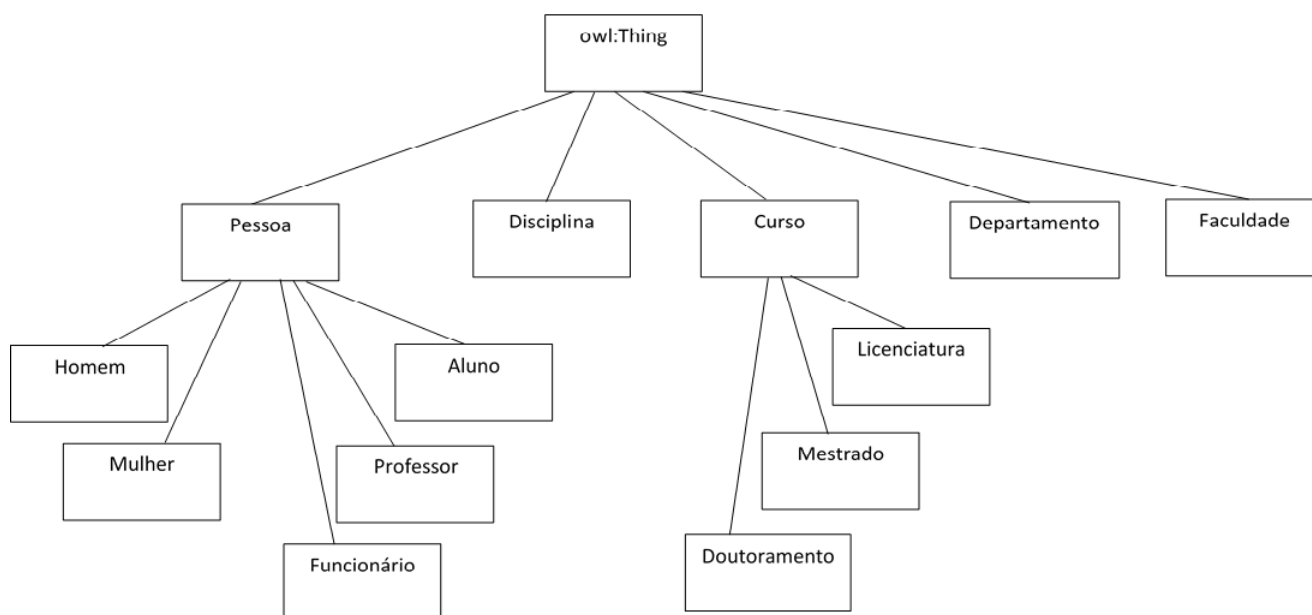 owl:Thing
Pessoa
Disciplina
Curso
Departamento
Faculdade
Homem
Aluno
Licenciatura
Mulher
Professor
Mestrado
Funcionário
Doutoramento